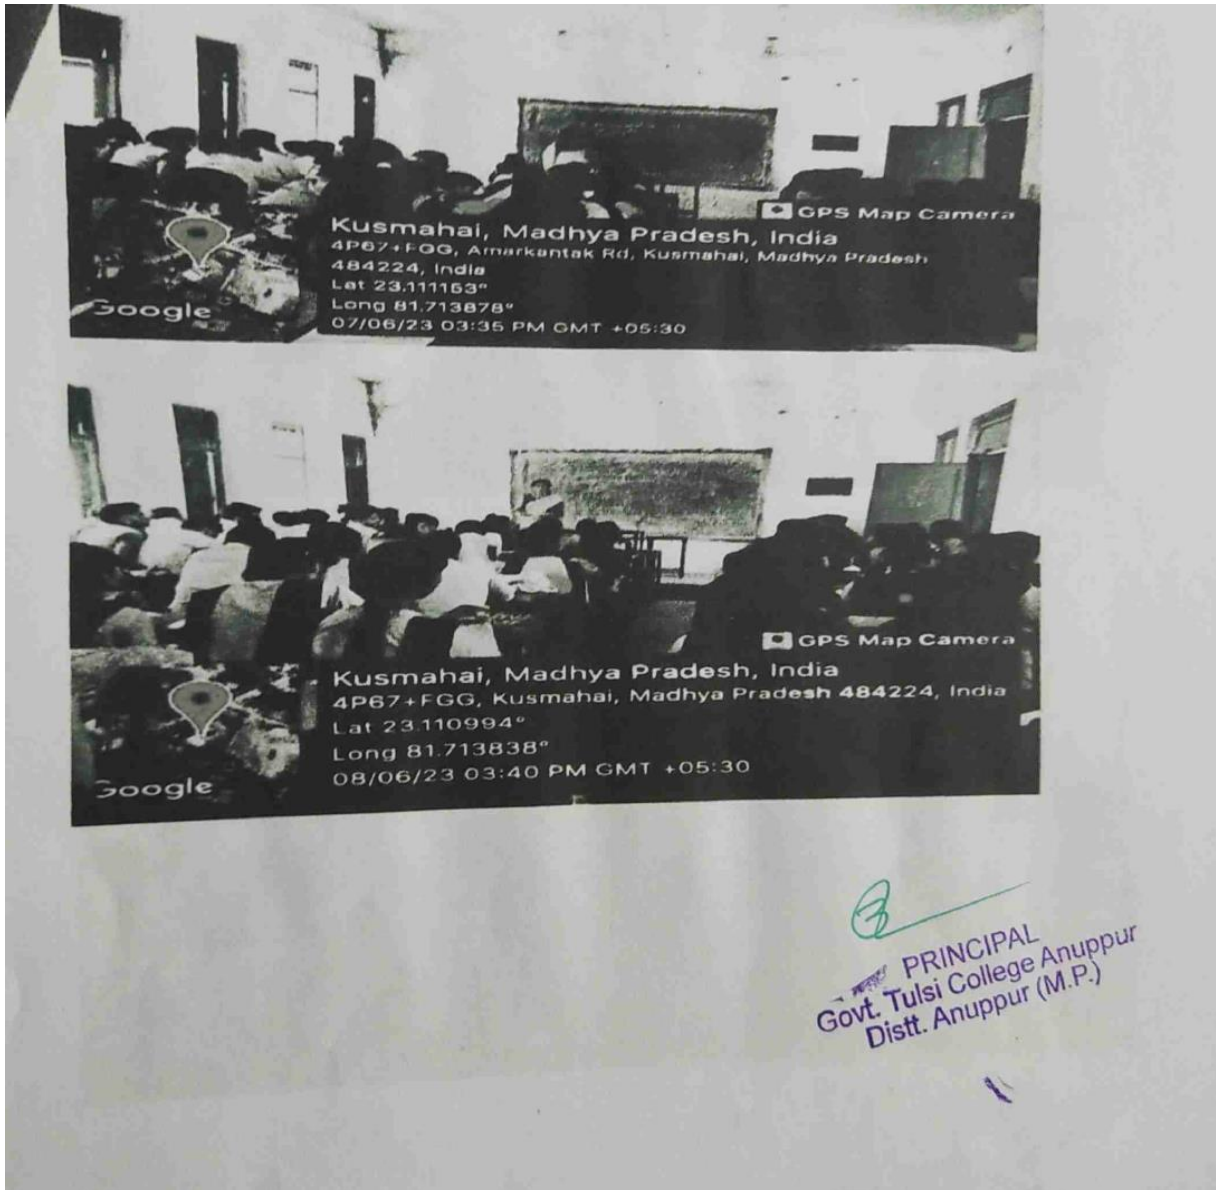 GPS Map Camera
Kusmahai, Madhya Pradesh, India
4P67+FGG, Amarkantak Rd, Kusmahai, Madhya Pradesh
484224, India
Lat 23.111153°
Long 81.713878°
07/06/23 03:35 PM GMT +05:30
Google
GPS Map Camera
Kusmahai, Madhya Pradesh, India
4P67+FGG, Kusmahai, Madhya Pradesh 484224, India
Lat 23.110994°
Long 81.713838°
08/06/23 03:40 PM GMT +05:30
Google
PRINCIPAL
Govt. Tulsi College Anuppur
Distt. Anuppur (M.P.)